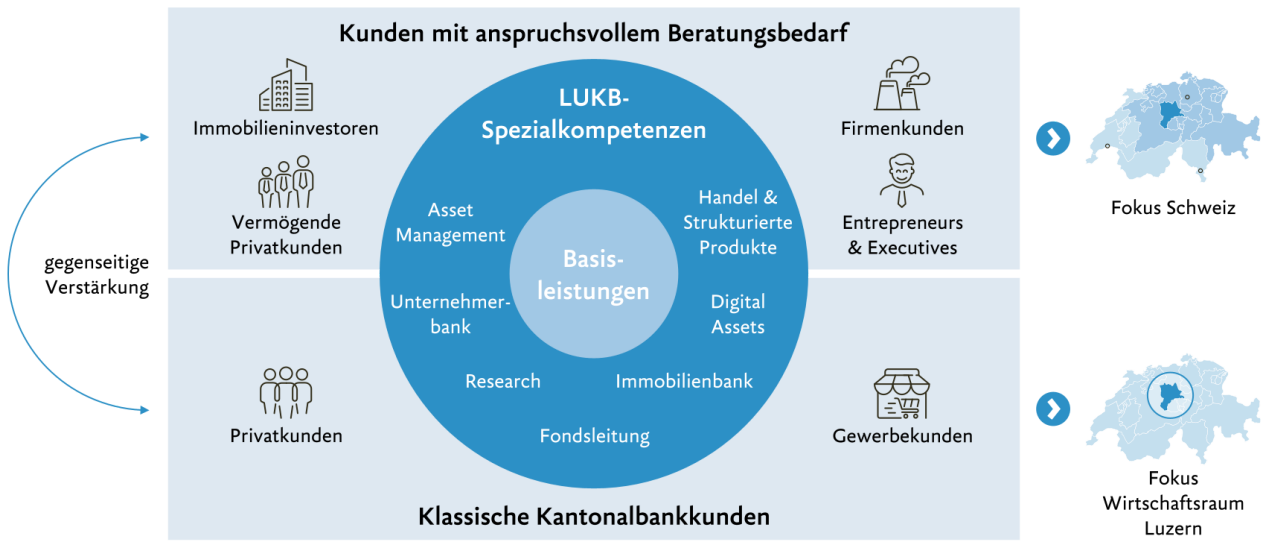 Kunden mit anspruchsvollem Beratungsbedarf
Immobilieninvestoren
Vermögende
Privatkunden
LUKB-
Spezialkompetenzen
Asset
Management
Handel &
Strukturierte
Produkte
Basis-
leistungen
Unternehmer-
bank
Digital
Assets
Research
Immobilienbank
Fondsleitung
Firmenkunden
Entrepreneurs
& Executives
Fokus Schweiz
gegenseitige
Verstärkung
Privatkunden
Gewerbekunden
Klassische Kantonalbankkunden
Fokus
Wirtschaftsraum
Luzern